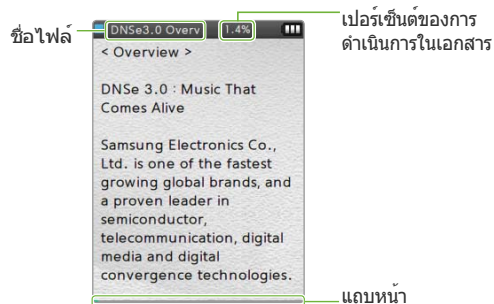 ชื่อไฟล์
DNSe3.0 Overv
1.4%
เปอร์เซ็นต์ของการ
ดำเนินการในเอกสาร
< Overview >
DNSe 3.0 : Music That
Comes Alive
Samsung Electronics Co.,
Ltd. is one of the fastest
growing global brands, and
a proven leader in
semiconductor,
telecommunication, digital
media and digital
convergence technologies.
แถบหน้า